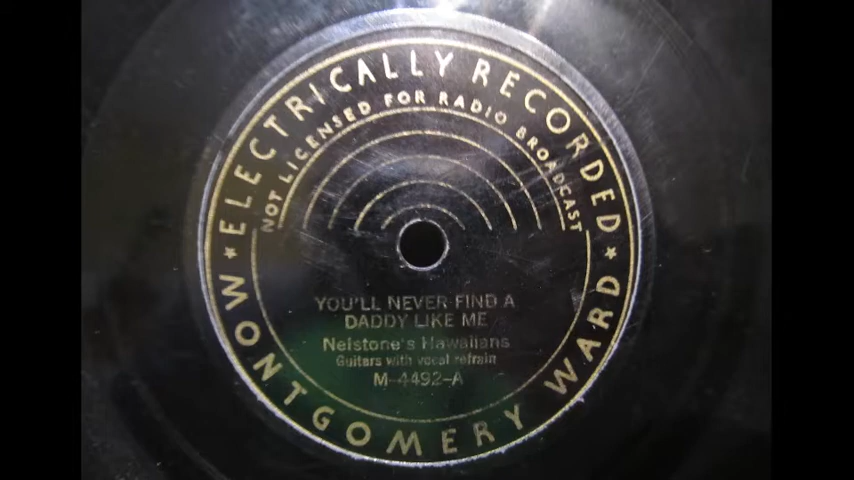 ELECTRICALLY RECORDED
NOT LICENSED FOR RADIO BROADCAST
YOU'LL NEVER FIND A
DADDY LIKE ME
Nelstone's Hawaiians
Guitars with vocal refrain
M-4492-A
★ MONTGOMERY WARD ★